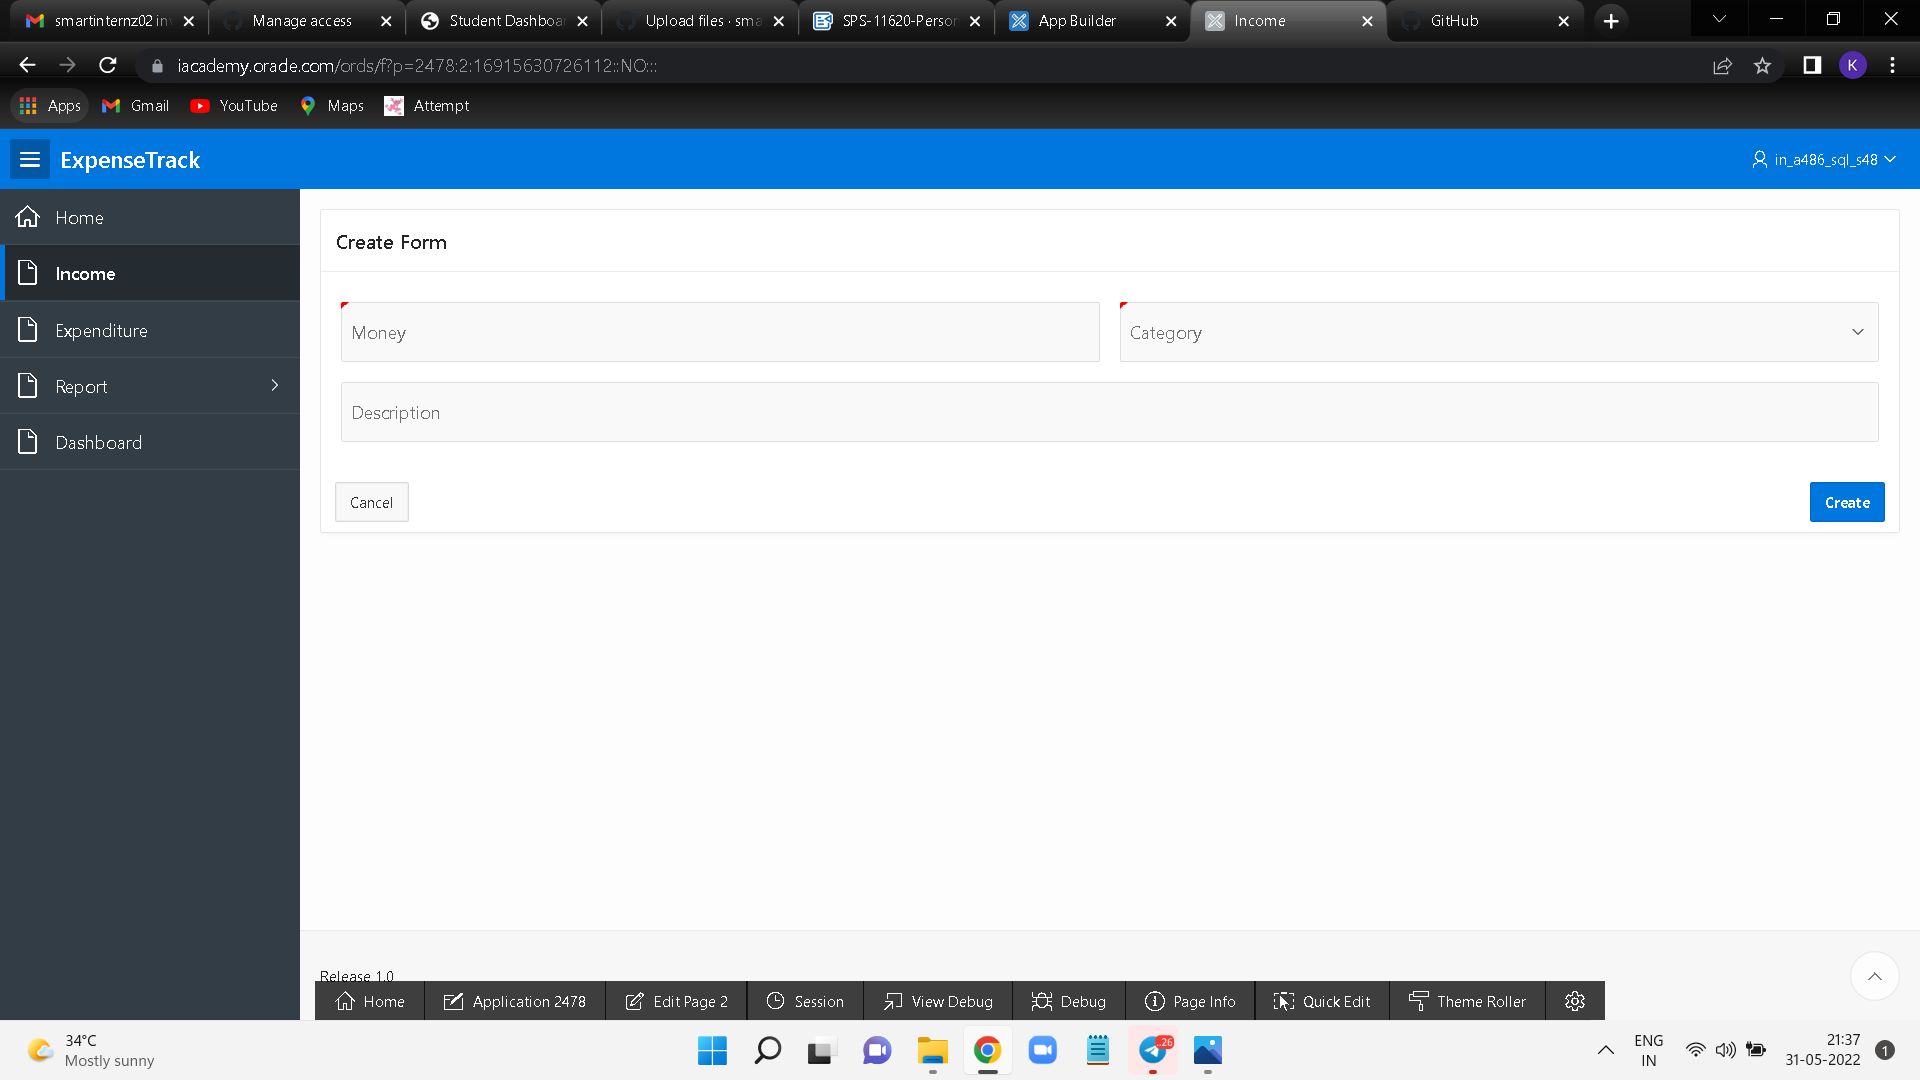 smartinternz02 in
Manage access
Student Dashboa
Upload files · sma
SPS-11620-Person
App Builder
Income
GitHub
iacademy.oracle.com/ords/f?p=2478:2:16915630726112::NO:::
K
Apps
Gmail
YouTube
Maps
Attempt
ExpenseTrack
in_a486_sql_s48
Home
Income
Expenditure
Report
Dashboard
Create Form
Money
Category
Description
Cancel
Create
Release 1.0
Home
Application 2478
Edit Page 2
Session
View Debug
Debug
Page Info
Quick Edit
Theme Roller
34°C
Mostly sunny
..26
ENG
IN
21:37
31-05-2022
1